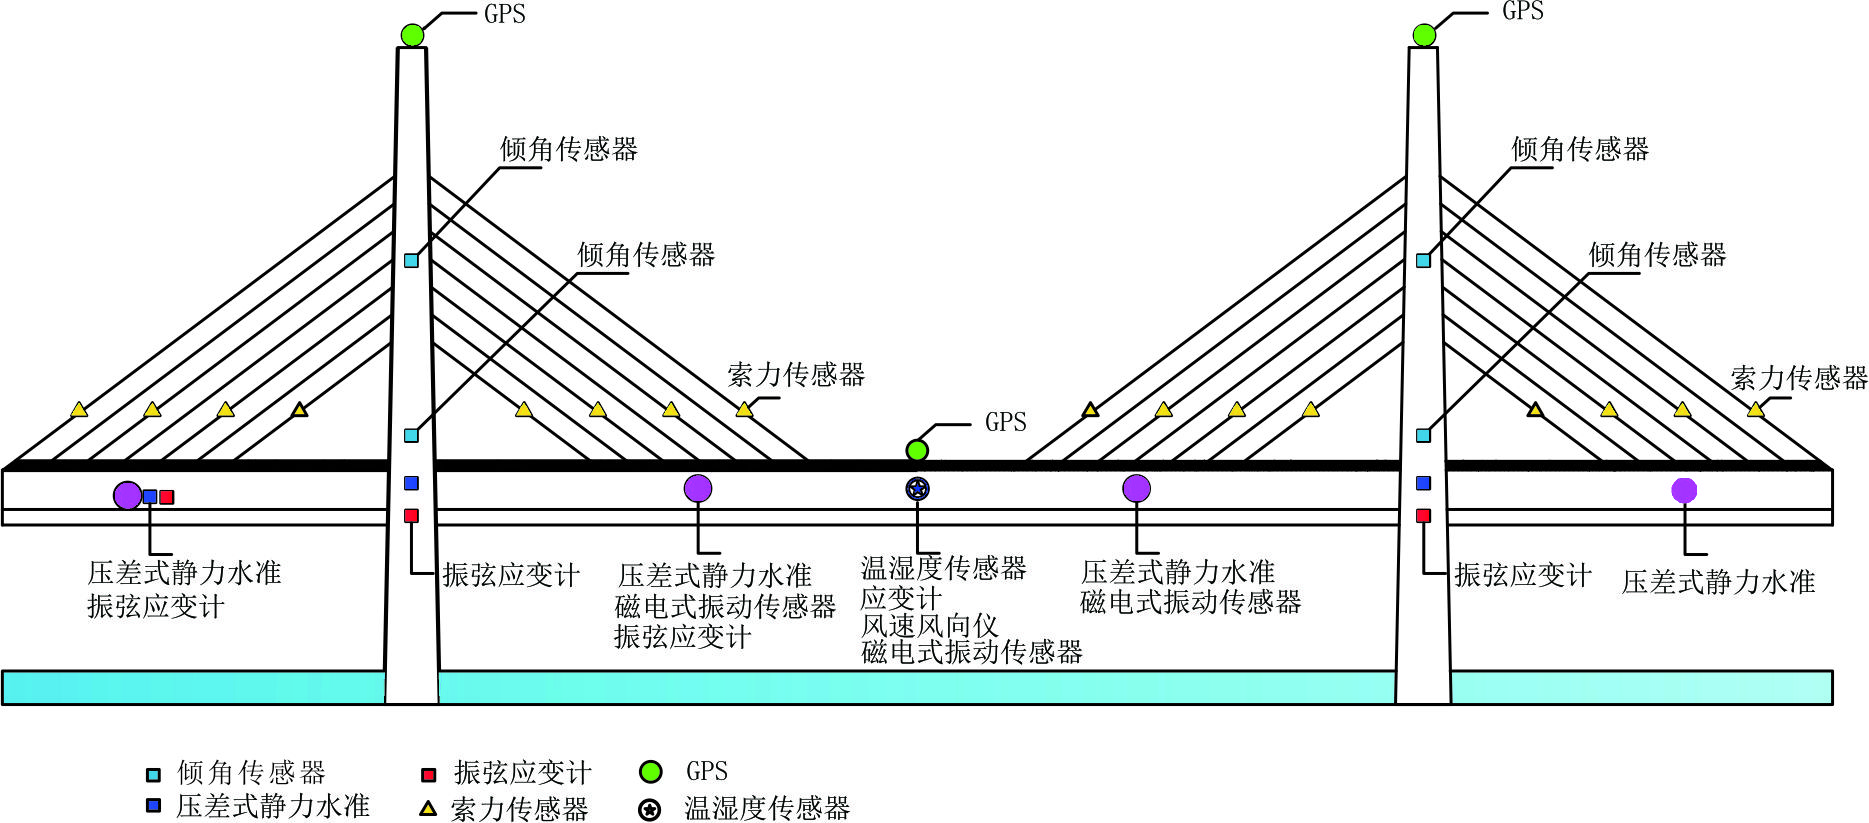 GPS
GPS
倾角传感器
倾角传感器
倾角传感器
倾角传感器
索力传感器
索力传感器
GPS
压差式静力水准
振弦应变计
振弦应变计
压差式静力水准
磁电式振动传感器
振弦应变计
温湿度传感器
应变计
风速风向仪
磁电式振动传感器
压差式静力水准
磁电式振动传感器
振弦应变计
压差式静力水准
倾角传感器
振弦应变计
GPS
压差式静力水准
索力传感器
温湿度传感器